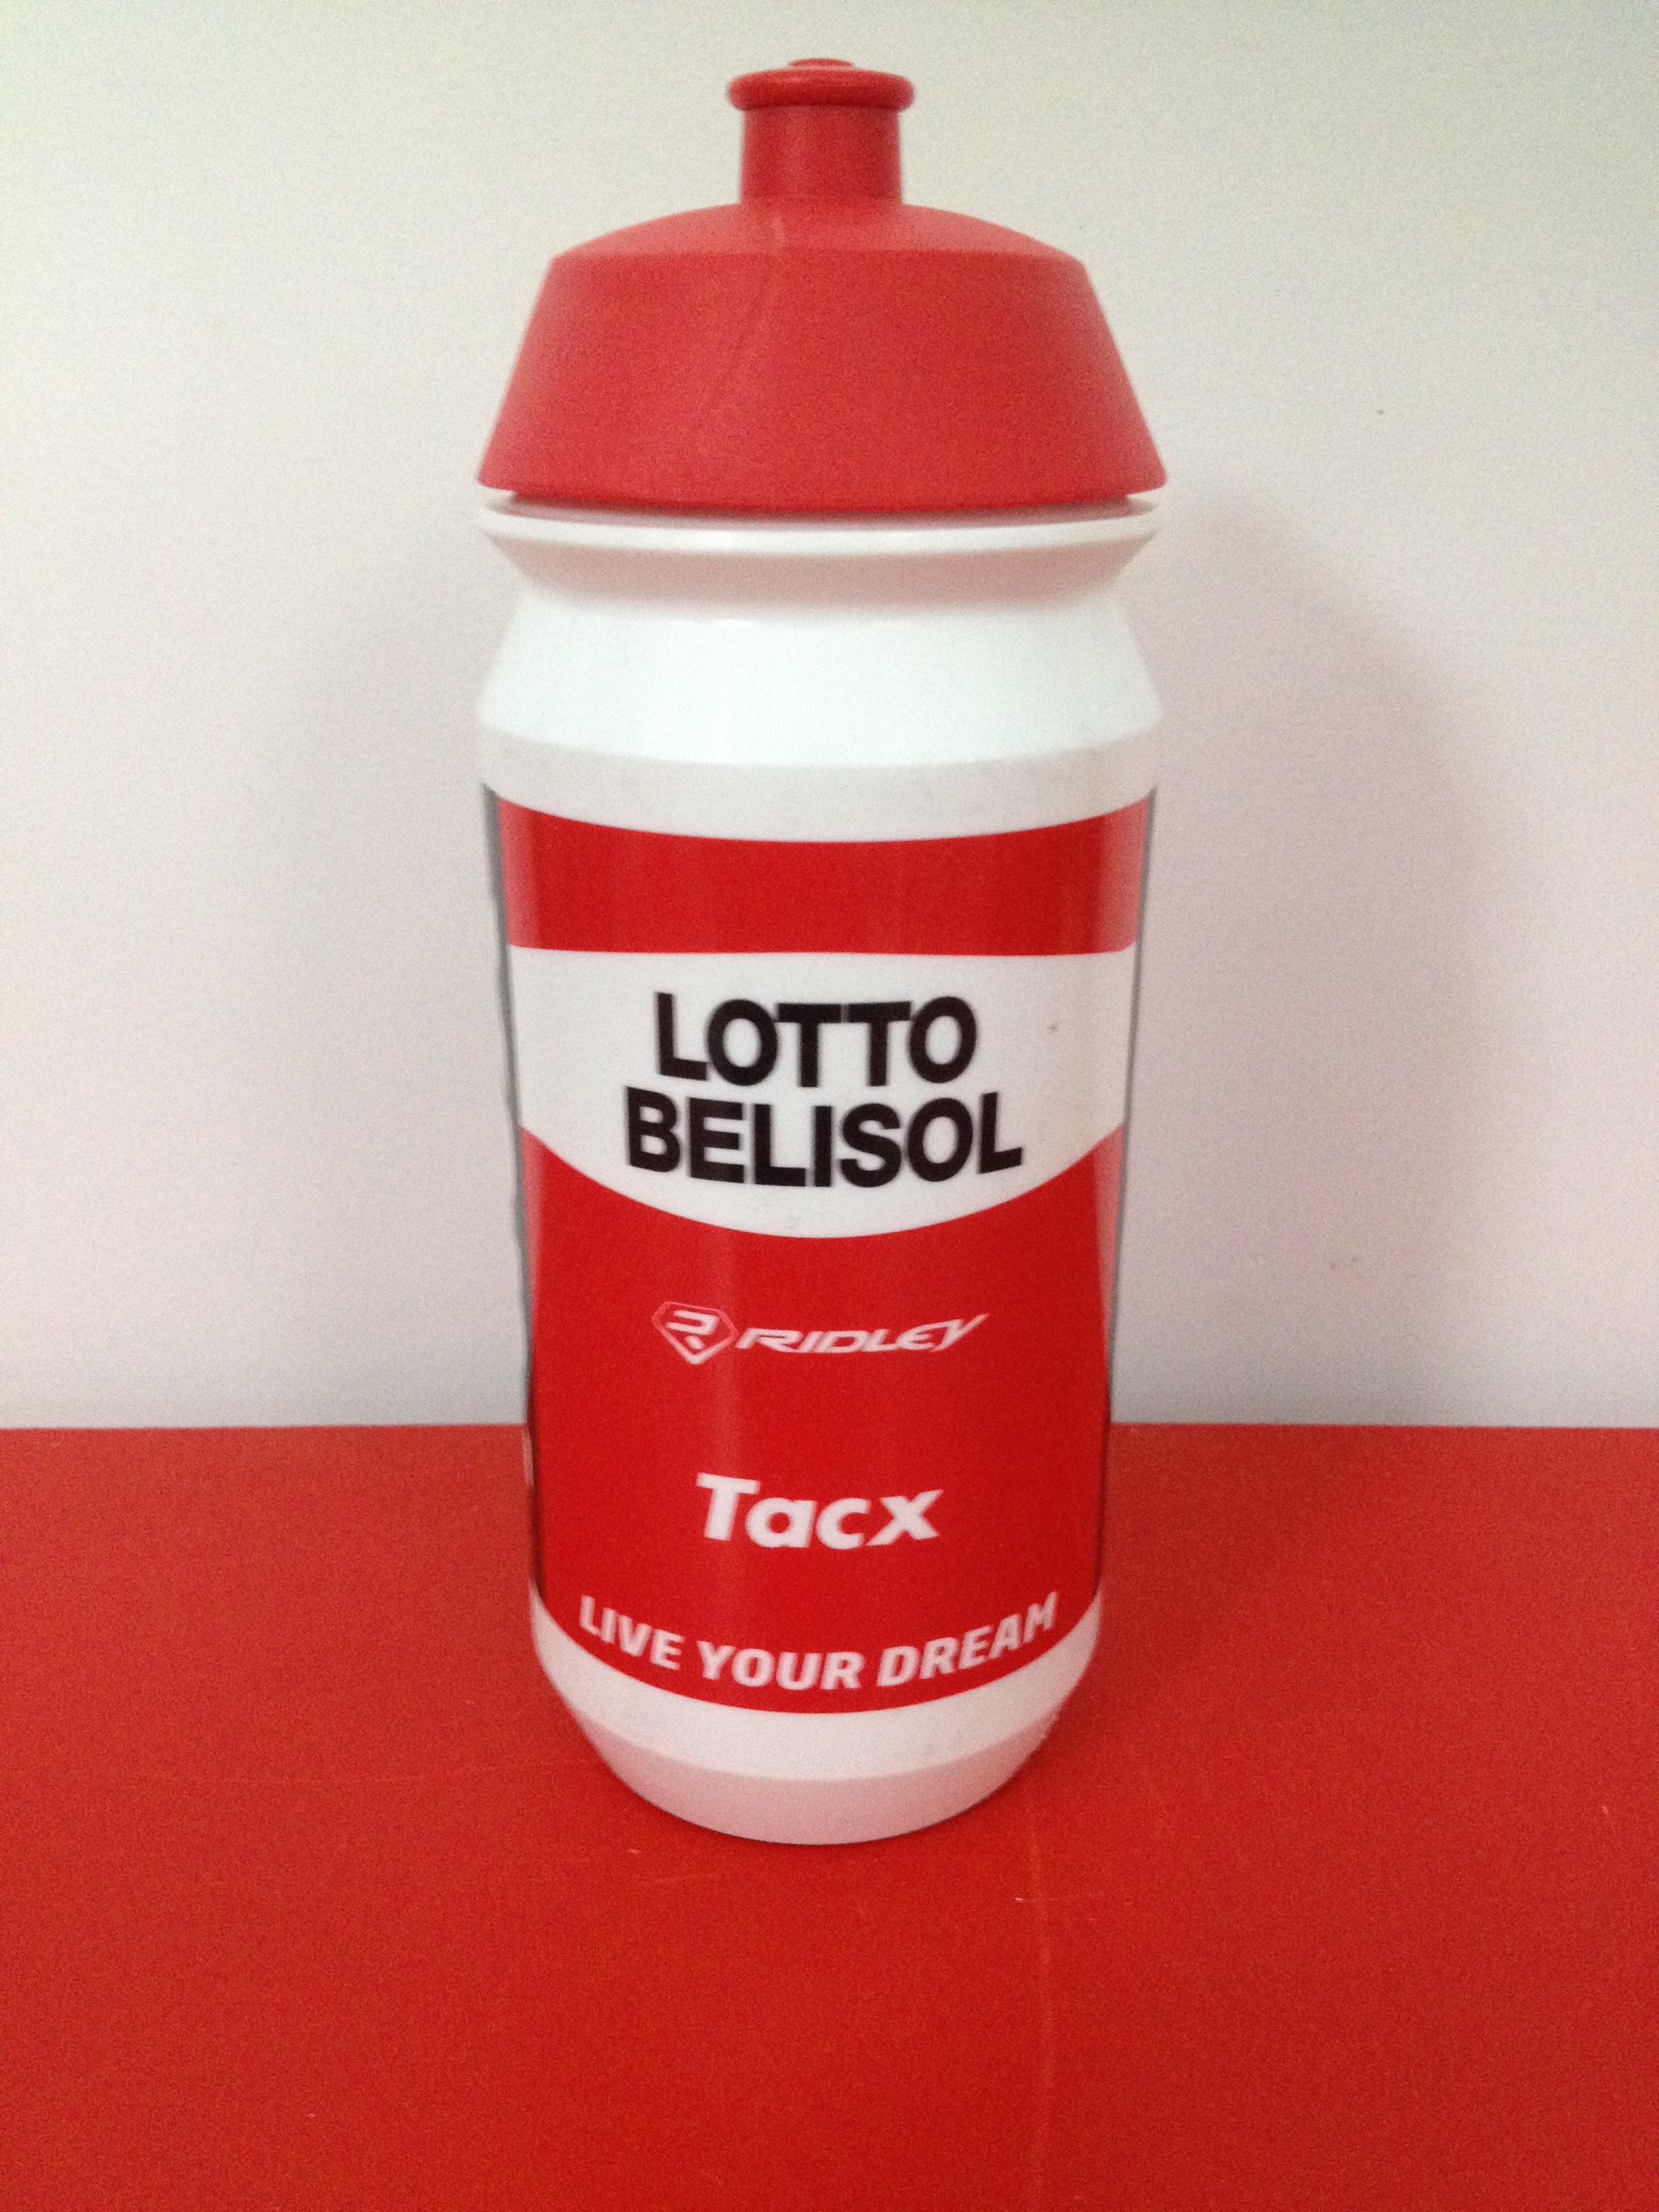 LOTTO
BELISOL
RIDLEY
Tacx
LIVE YOUR DREAM